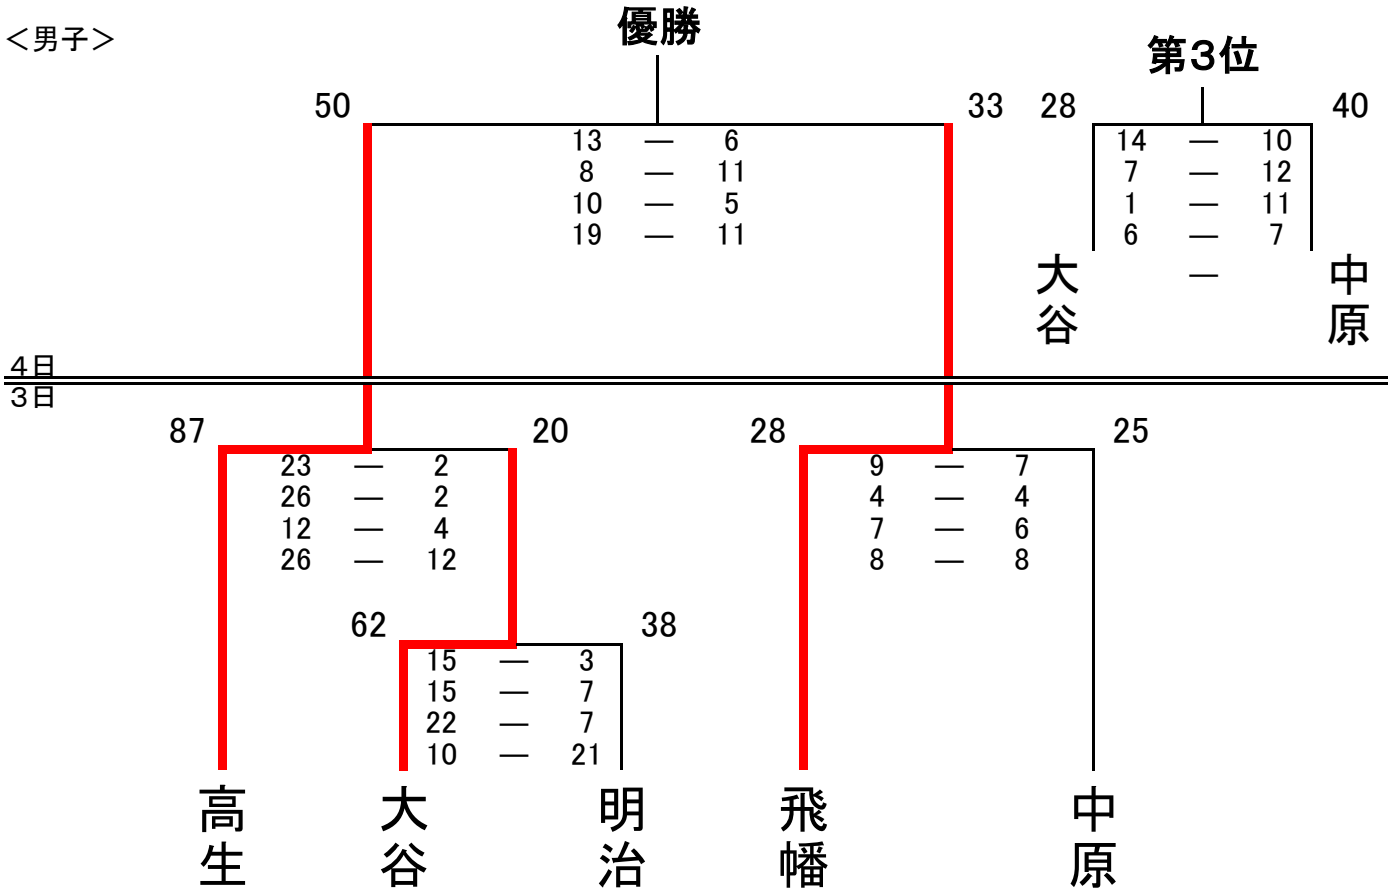 ＜男子＞
優勝
第３位
50
33
28
40
13 ― 6
8 ― 11
10 ― 5
19 ― 11
14 ― 10
7 ― 12
1 ― 11
6 ― 7
―
大谷
中原
４日
３日
87
20
28
25
23 ― 2
26 ― 2
12 ― 4
26 ― 12
9 ― 7
4 ― 4
7 ― 6
8 ― 8
62
38
15 ― 3
15 ― 7
22 ― 7
10 ― 21
高生
大谷
明治
飛幡
中原